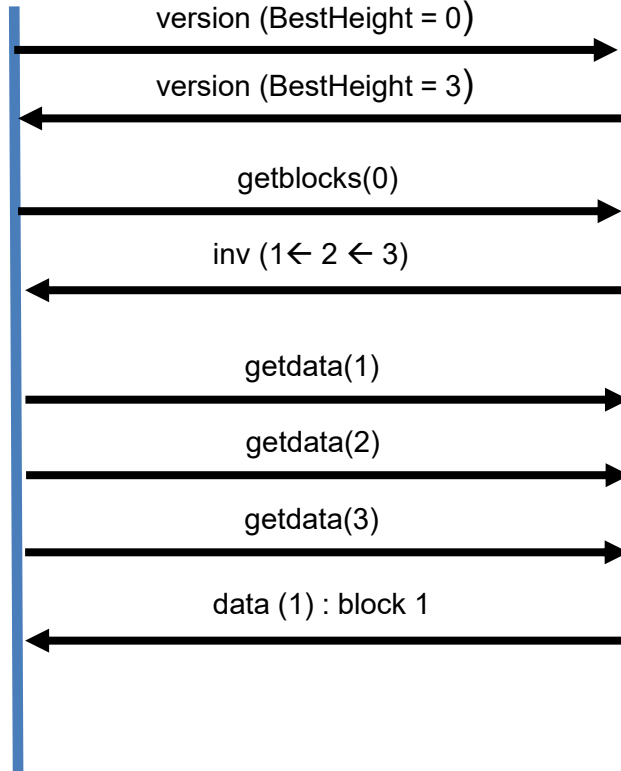 version (BestHeight = 0)
version (BestHeight = 3)
getblocks(0)
inv (1← 2 ← 3)
getdata(1)
getdata(2)
getdata(3)
data (1) : block 1